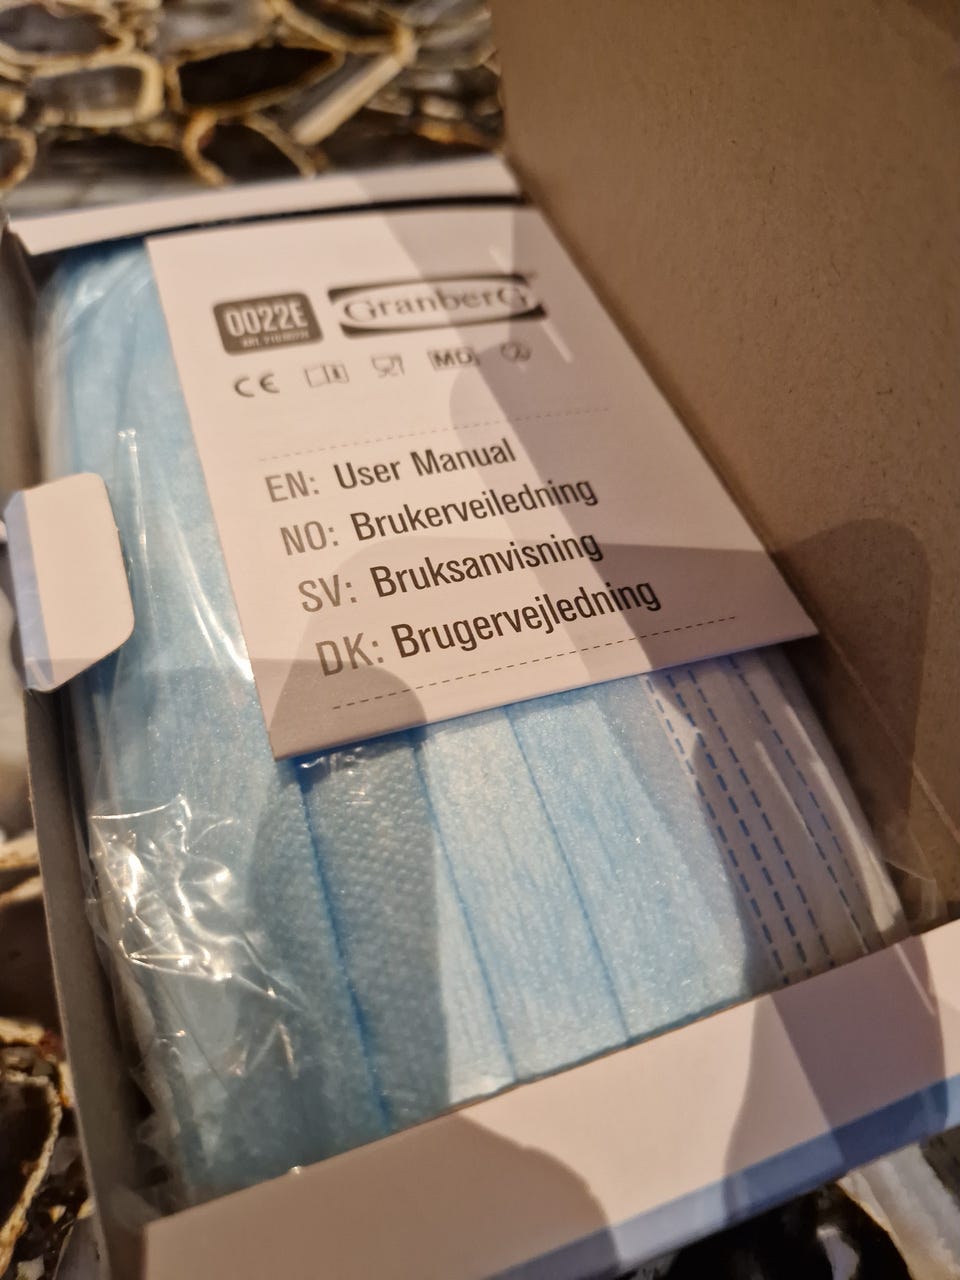 0022E
GranberG
CE MD
EN: User Manual
NO: Brukerveiledning
SV: Bruksanvisning
DK: Brugervejledning